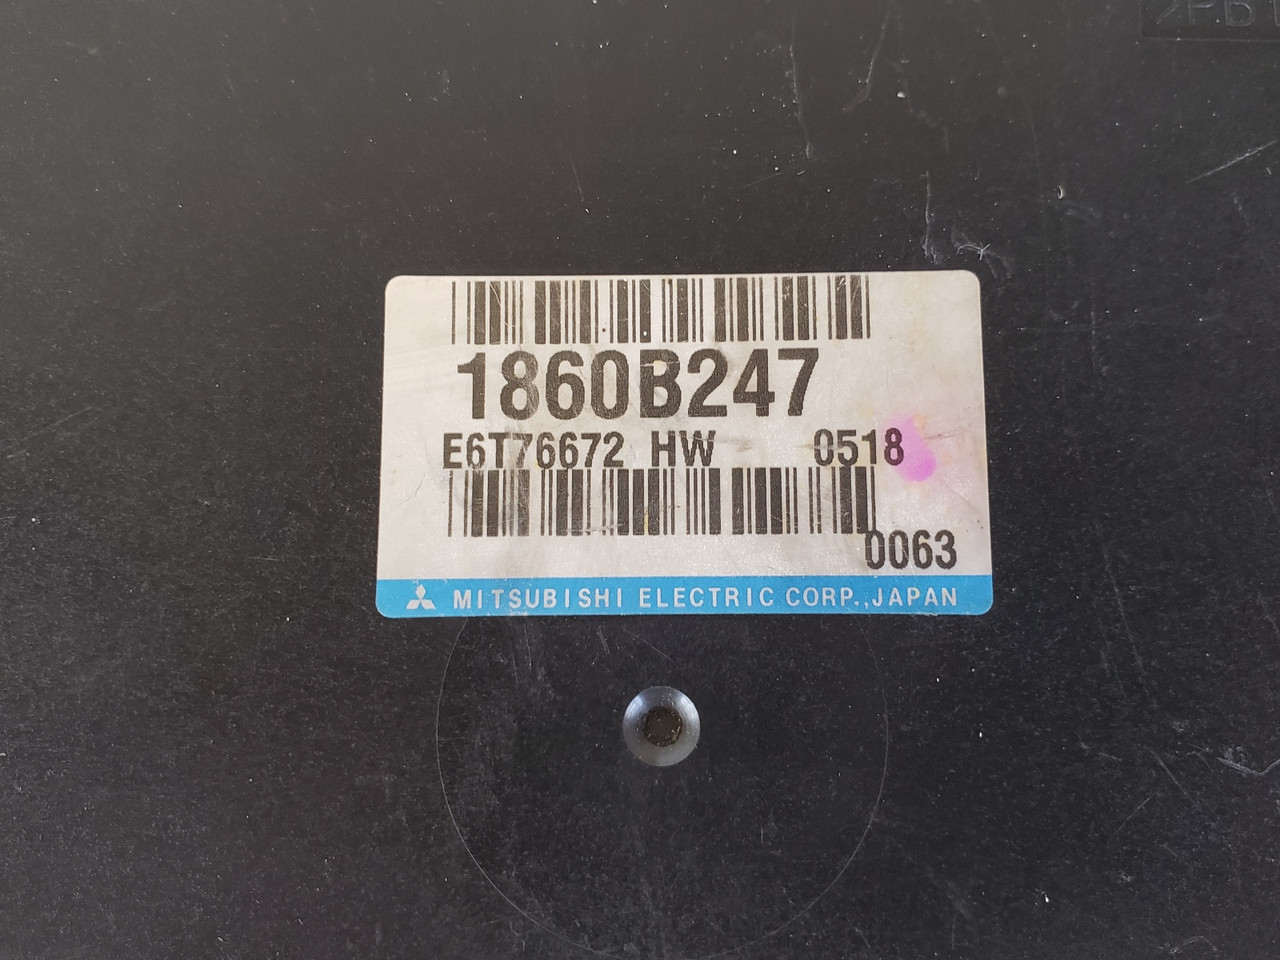 1860B247
E6T76672 HW 0518
0063
MITSUBISHI ELECTRIC CORP.,JAPAN